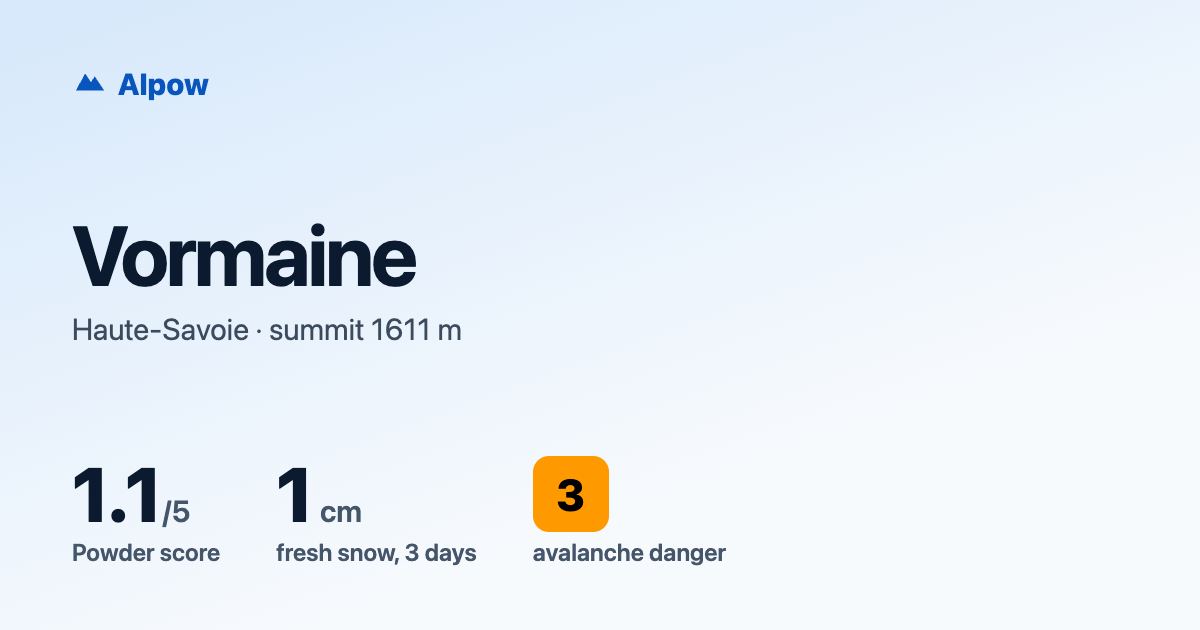 Alpow
Vormaine
Haute-Savoie · summit 1611 m
1.1/5
Powder score
1 cm
fresh snow, 3 days
3
avalanche danger